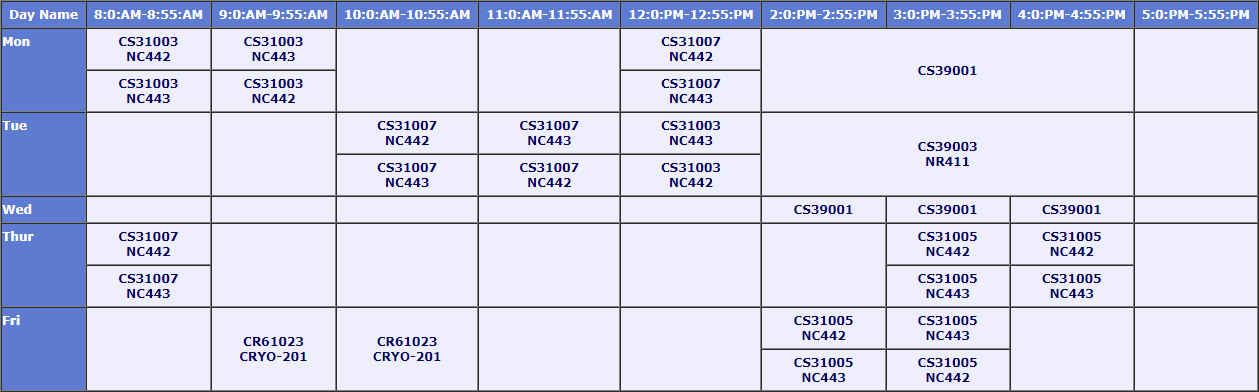 Day Name 8:0:AM-8:55:AM 9:0:AM-9:55:AM 10:0:AM-10:55:AM 11:0:AM-11:55:AM 12:0:PM-12:55:PM 2:0:PM-2:55:PM 3:0:PM-3:55:PM 4:0:PM-4:55:PM 5:0:PM-5:55:PM
Mon CS31003 CS31003 CS31007
NC442 NC443 NC442
CS39001
CS31003 CS31003 CS31007
NC443 NC442 NC443
Tue CS31007 CS31007 CS31003
NC442 NC443 NC443
CS39003
NR411
CS31007 CS31007 CS31003
NC443 NC442 NC442
Wed CS39001 CS39001 CS39001
Thur CS31007 CS31005 CS31005
NC442 NC442 NC442
CS31007 CS31005 CS31005
NC443 NC443 NC443
Fri CS31005 CS31005
NC442 NC443
CR61023 CR61023
CRYO-201 CRYO-201
CS31005 CS31005
NC443 NC442